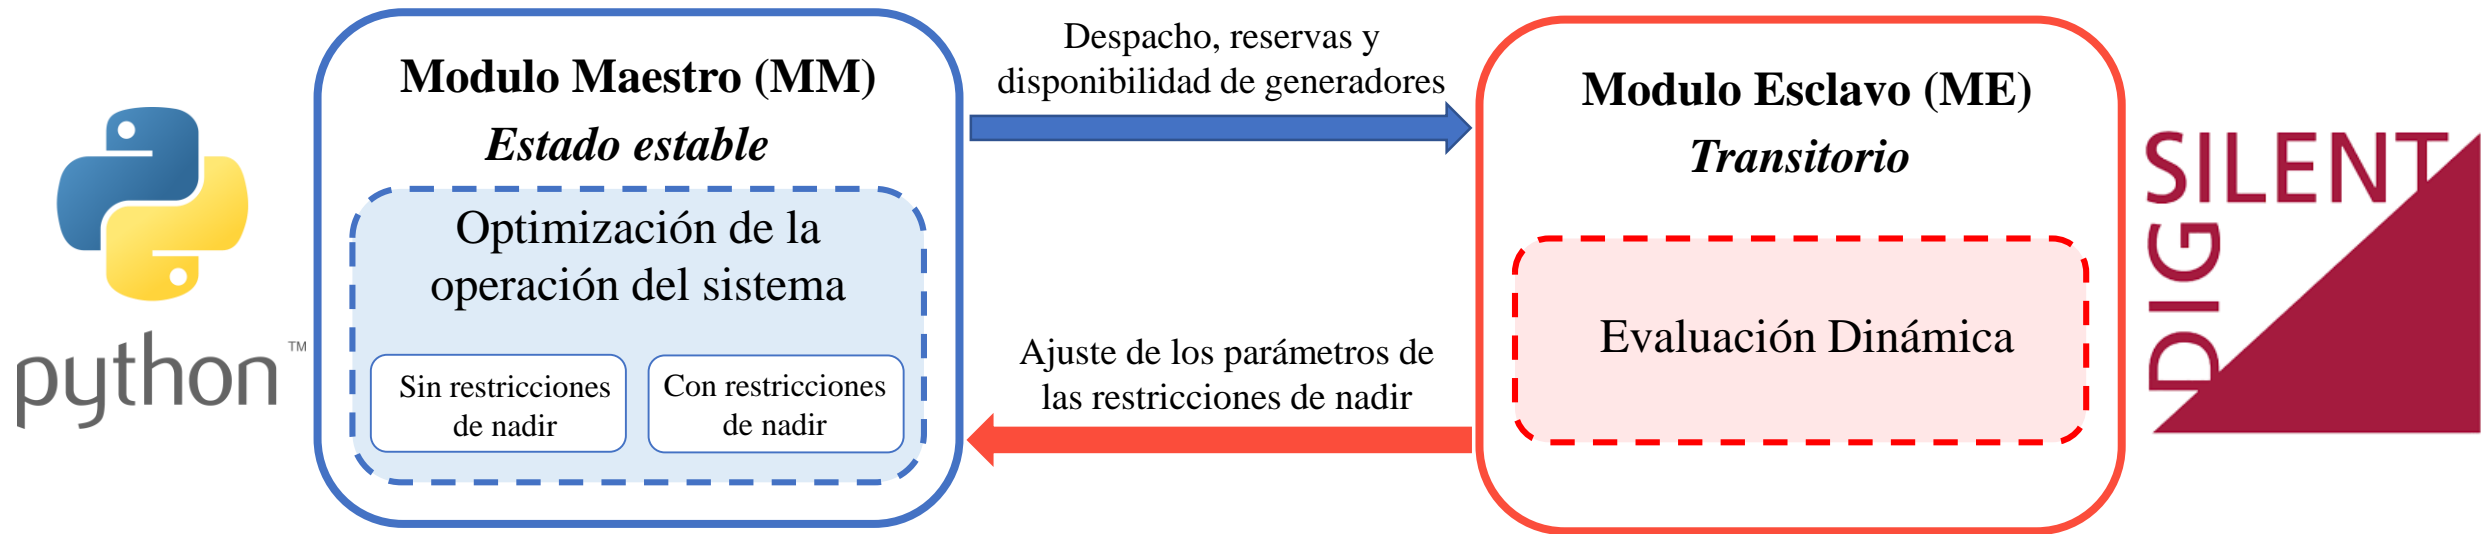 python™
Modulo Maestro (MM)
Estado estable
Optimización de la
operación del sistema
Sin restricciones
de nadir
Con restricciones
de nadir
Despacho, reservas y
disponibilidad de generadores
Ajuste de los parámetros de
las restricciones de nadir
Modulo Esclavo (ME)
Transitorio
Evaluación Dinámica
DIG
SILENT